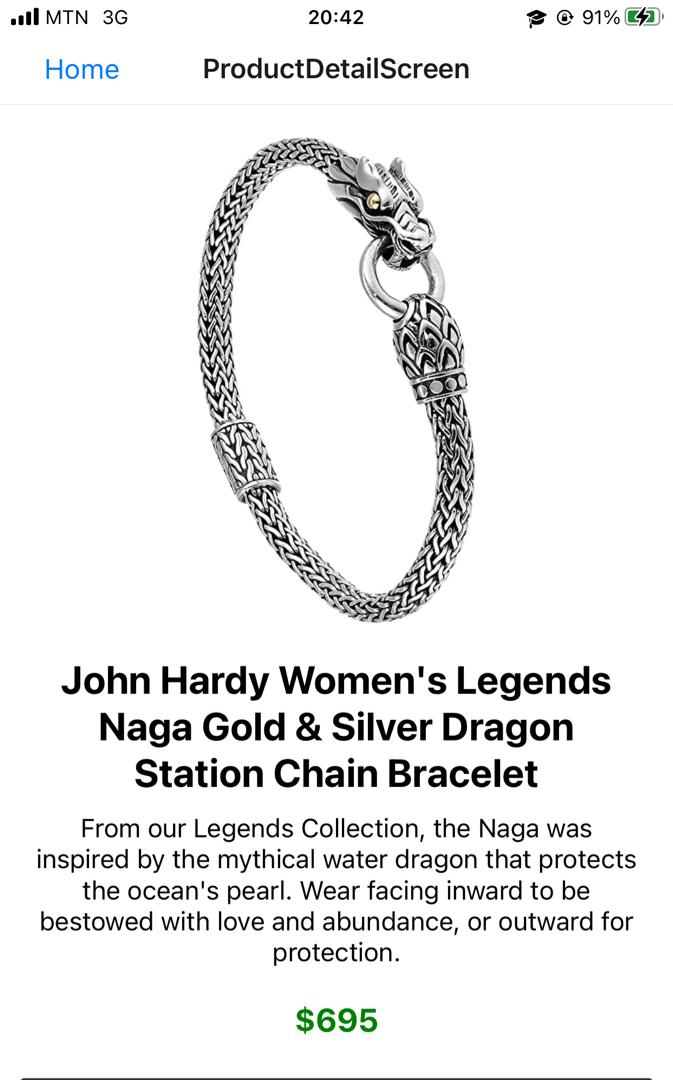 MTN 3G 20:42 91%
Home ProductDetailScreen
John Hardy Women's Legends
Naga Gold & Silver Dragon
Station Chain Bracelet
From our Legends Collection, the Naga was
inspired by the mythical water dragon that protects
the ocean's pearl. Wear facing inward to be
bestowed with love and abundance, or outward for
protection.
$695